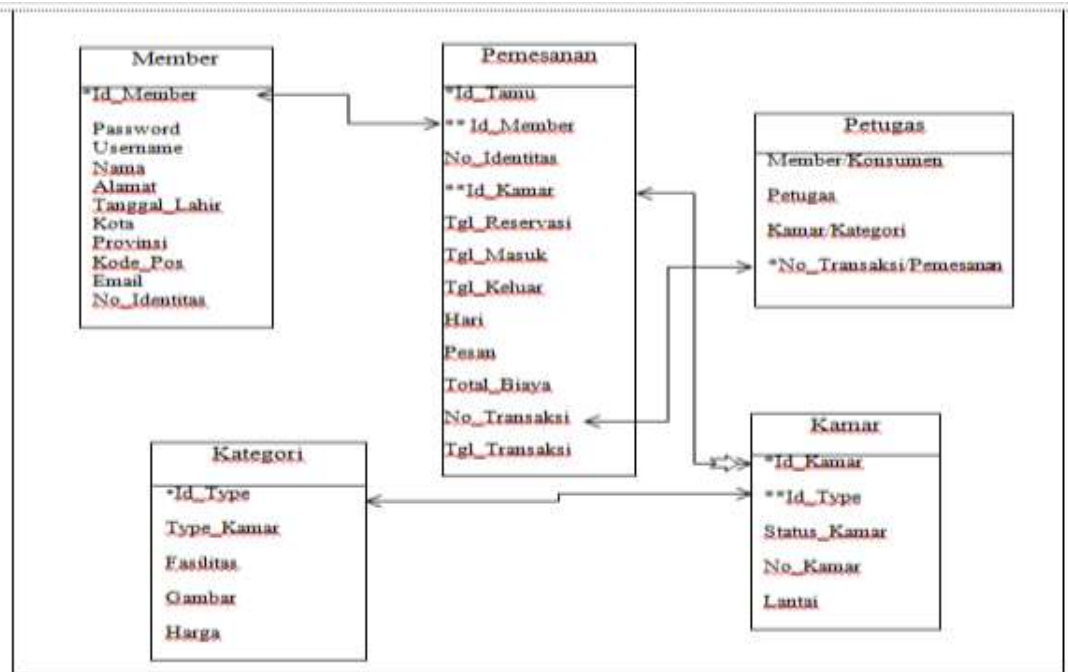 Member
*Id_Member
Password
Username
Nama
Alamat
Tanggal_Lahir
Kota
Provinsi
Kode_Pos
Email
No_Identitas
Pemesanan
*Id_Tamu
** Id_Member
No_Identitas
**Id_Kamar
Tgl_Reservasi
Tgl_Masuk
Tgl_Keluar
Hari
Pesan
Total_Biaya
No_Transaksi
Tgl_Transaksi
Petugas
Member/Konsumen
Petugas
Kamar/Kategori
*No_Transaksi/Pemesanan
Kategori
*Id_Type
Type_Kamar
Fasilitas
Gambar
Harga
Kamar
*Id_Kamar
**Id_Type
Status_Kamar
No_Kamar
Lantai